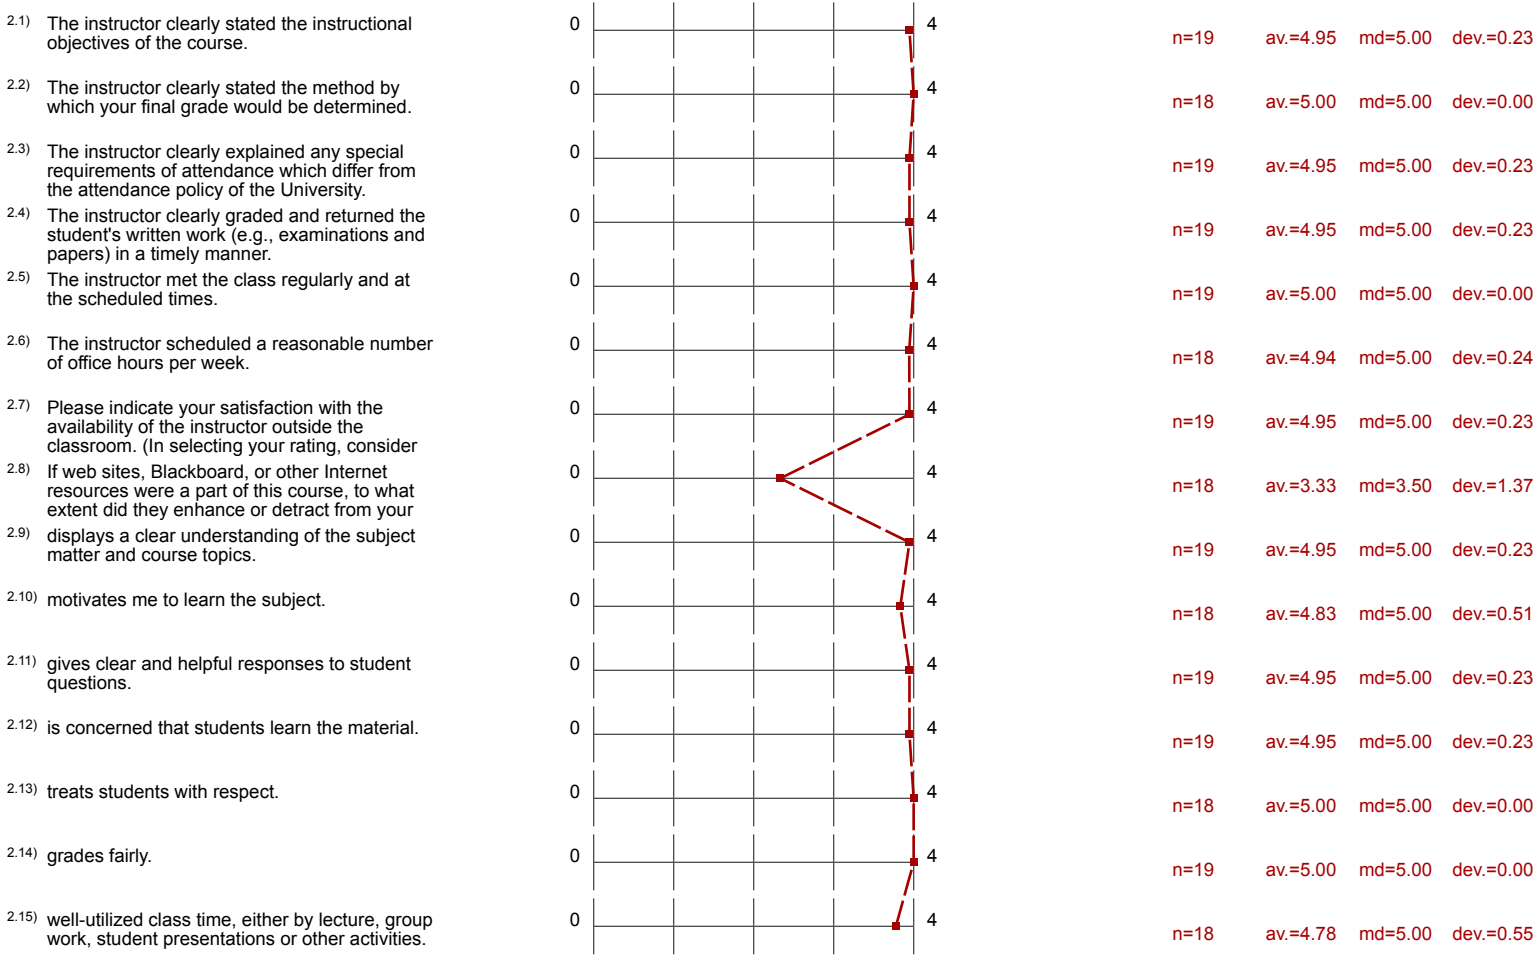 2.1) The instructor clearly stated the instructional
objectives of the course.
0 4
n=19 av.=4.95 md=5.00 dev.=0.23
2.2) The instructor clearly stated the method by
which your final grade would be determined.
0 4
n=18 av.=5.00 md=5.00 dev.=0.00
2.3) The instructor clearly explained any special
requirements of attendance which differ from
the attendance policy of the University.
0 4
n=19 av.=4.95 md=5.00 dev.=0.23
2.4) The instructor clearly graded and returned the
student's written work (e.g., examinations and
papers) in a timely manner.
0 4
n=19 av.=4.95 md=5.00 dev.=0.23
2.5) The instructor met the class regularly and at
the scheduled times.
0 4
n=19 av.=5.00 md=5.00 dev.=0.00
2.6) The instructor scheduled a reasonable number
of office hours per week.
0 4
n=18 av.=4.94 md=5.00 dev.=0.24
2.7) Please indicate your satisfaction with the
availability of the instructor outside the
classroom. (In selecting your rating, consider
0 4
n=19 av.=4.95 md=5.00 dev.=0.23
2.8) If web sites, Blackboard, or other Internet
resources were a part of this course, to what
extent did they enhance or detract from your
0 4
n=18 av.=3.33 md=3.50 dev.=1.37
2.9) displays a clear understanding of the subject
matter and course topics.
0 4
n=19 av.=4.95 md=5.00 dev.=0.23
2.10) motivates me to learn the subject.
0 4
n=18 av.=4.83 md=5.00 dev.=0.51
2.11) gives clear and helpful responses to student
questions.
0 4
n=19 av.=4.95 md=5.00 dev.=0.23
2.12) is concerned that students learn the material.
0 4
n=19 av.=4.95 md=5.00 dev.=0.23
2.13) treats students with respect.
0 4
n=18 av.=5.00 md=5.00 dev.=0.00
2.14) grades fairly.
0 4
n=19 av.=5.00 md=5.00 dev.=0.00
2.15) well-utilized class time, either by lecture, group
work, student presentations or other activities.
0 4
n=18 av.=4.78 md=5.00 dev.=0.55